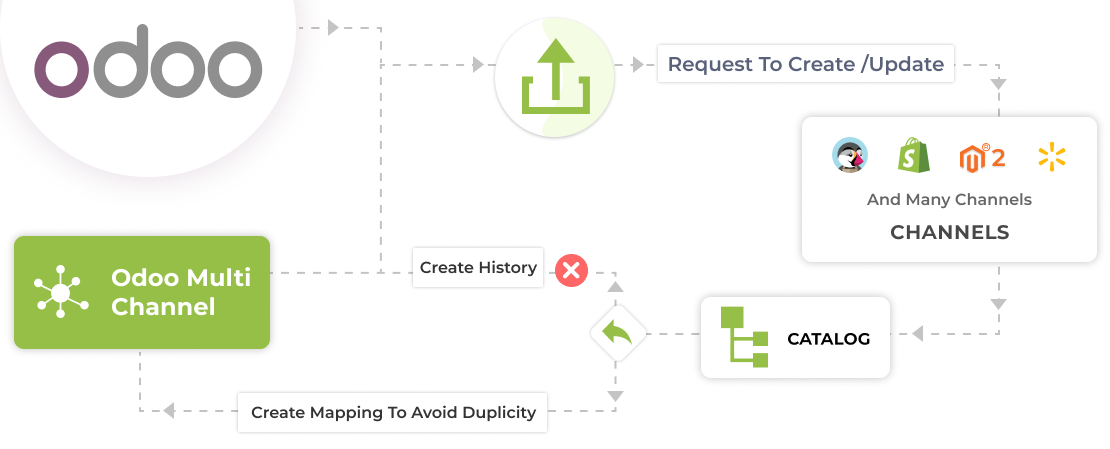 odoo
Request To Create /Update
S
®2
And Many Channels
CHANNELS
Odoo Multi
Channel
Create History
CATALOG
Create Mapping To Avoid Duplicity